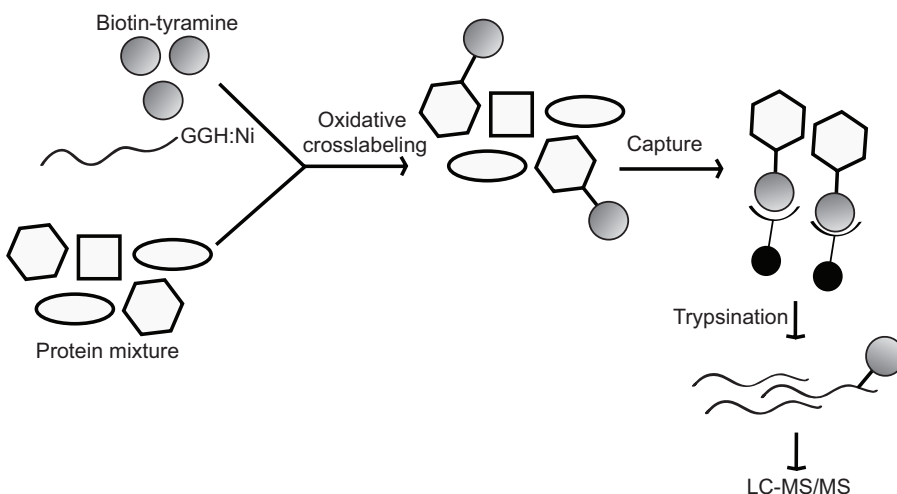 Biotin-tyramine
GGH:Ni
Protein mixture
Oxidative
crosslabeling
Capture
Trypsination
LC-MS/MS